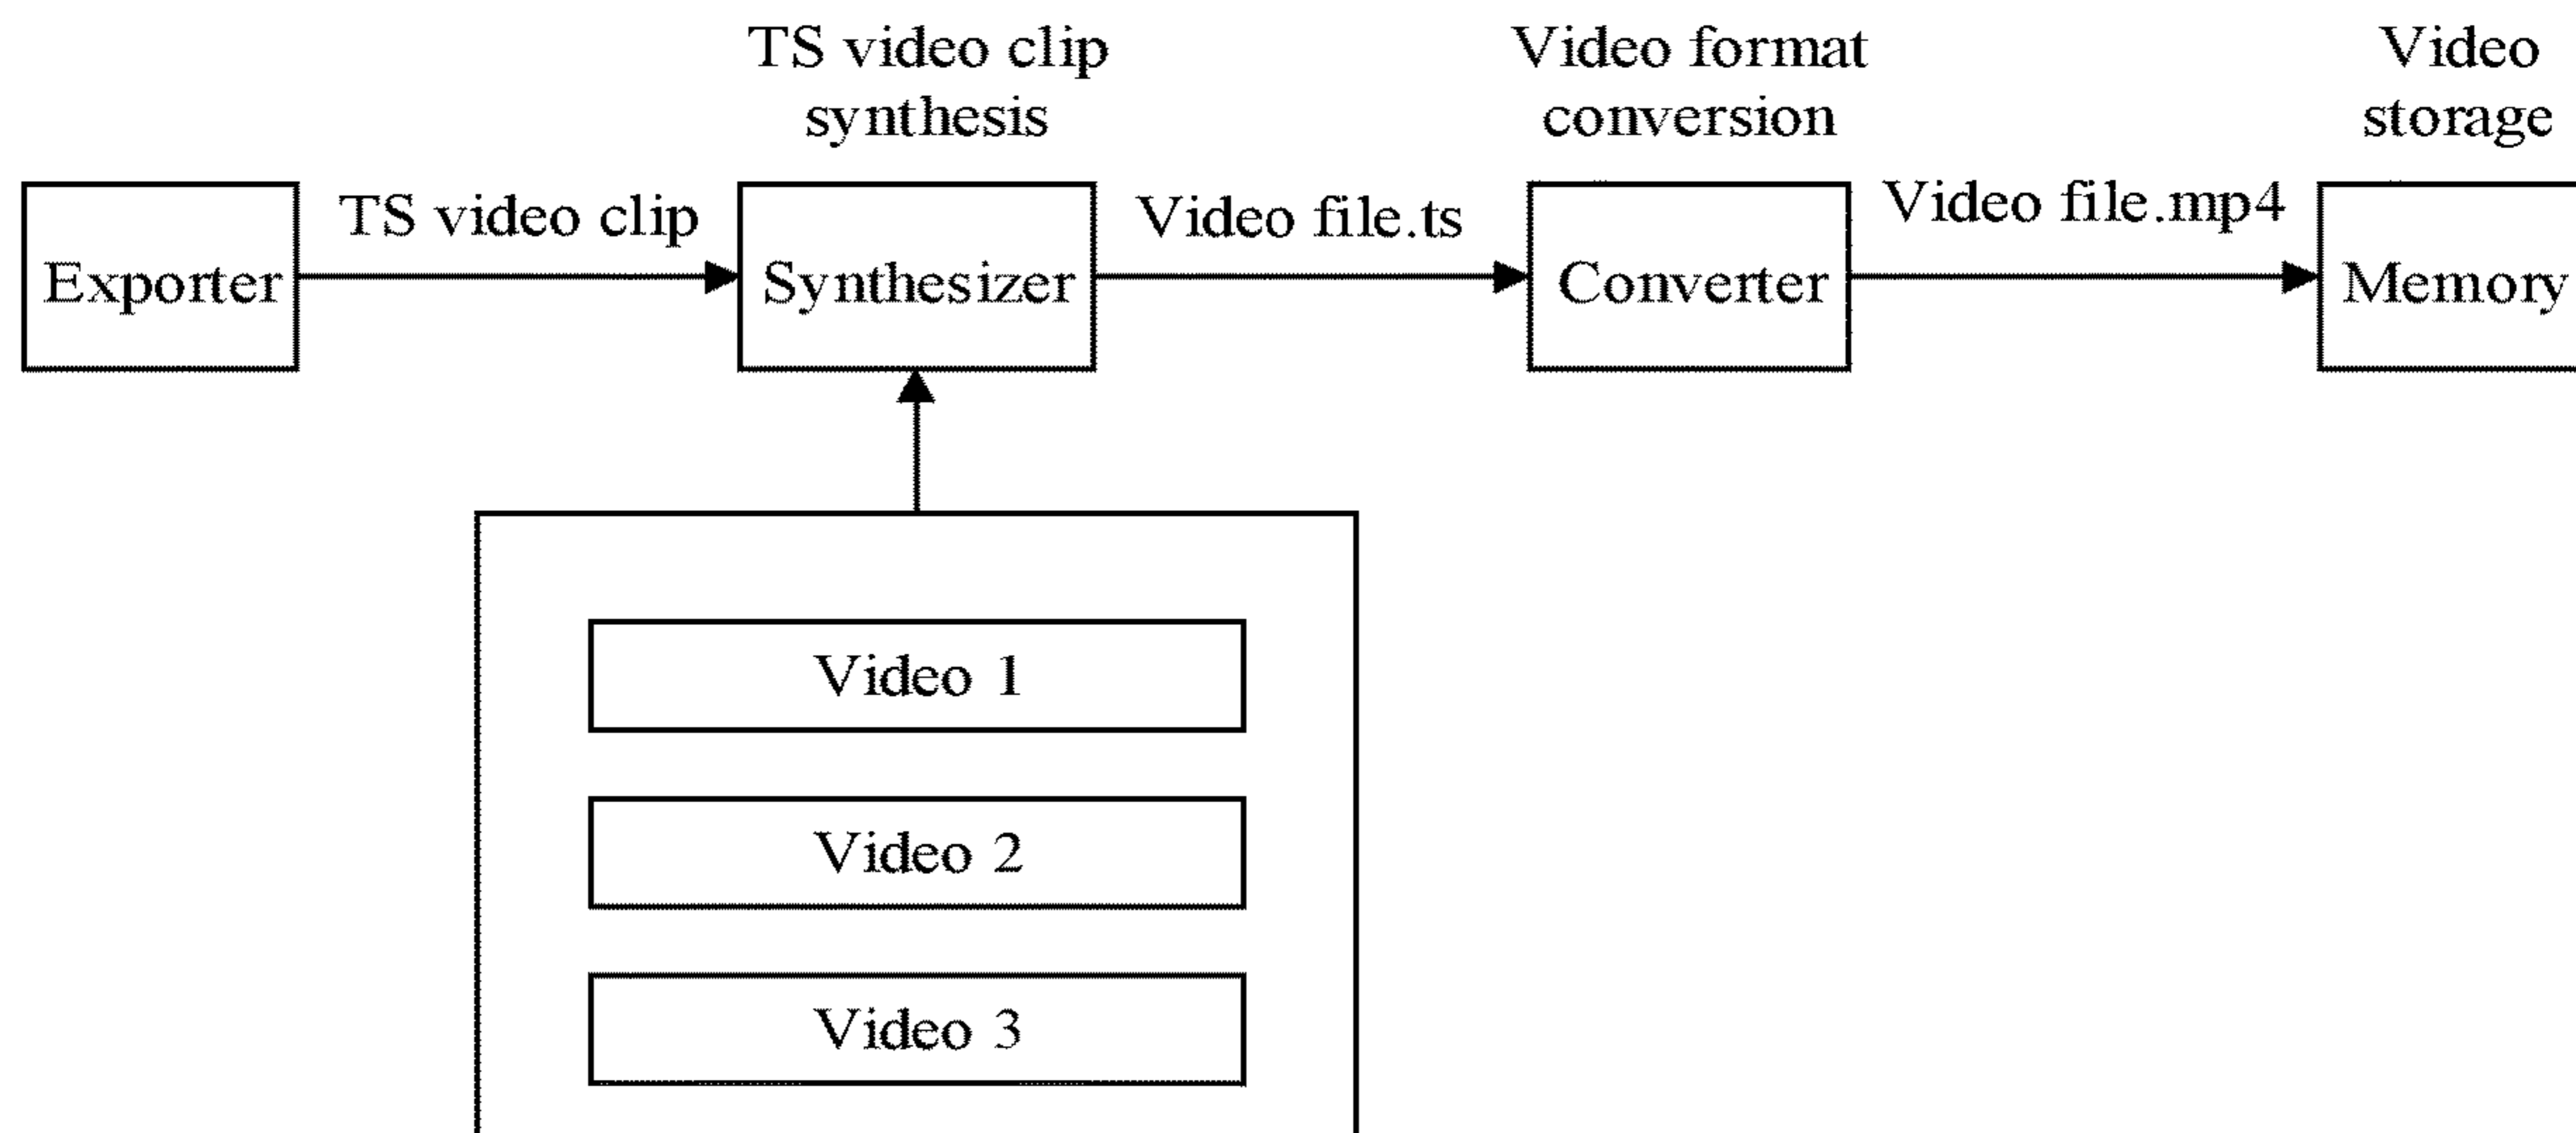 TS video clip
synthesis
Video format
conversion
Video
storage
Exporter
TS video clip
Synthesizer
Video file.ts
Converter
Video file.mp4
Memory
Video 1
Video 2
Video 3